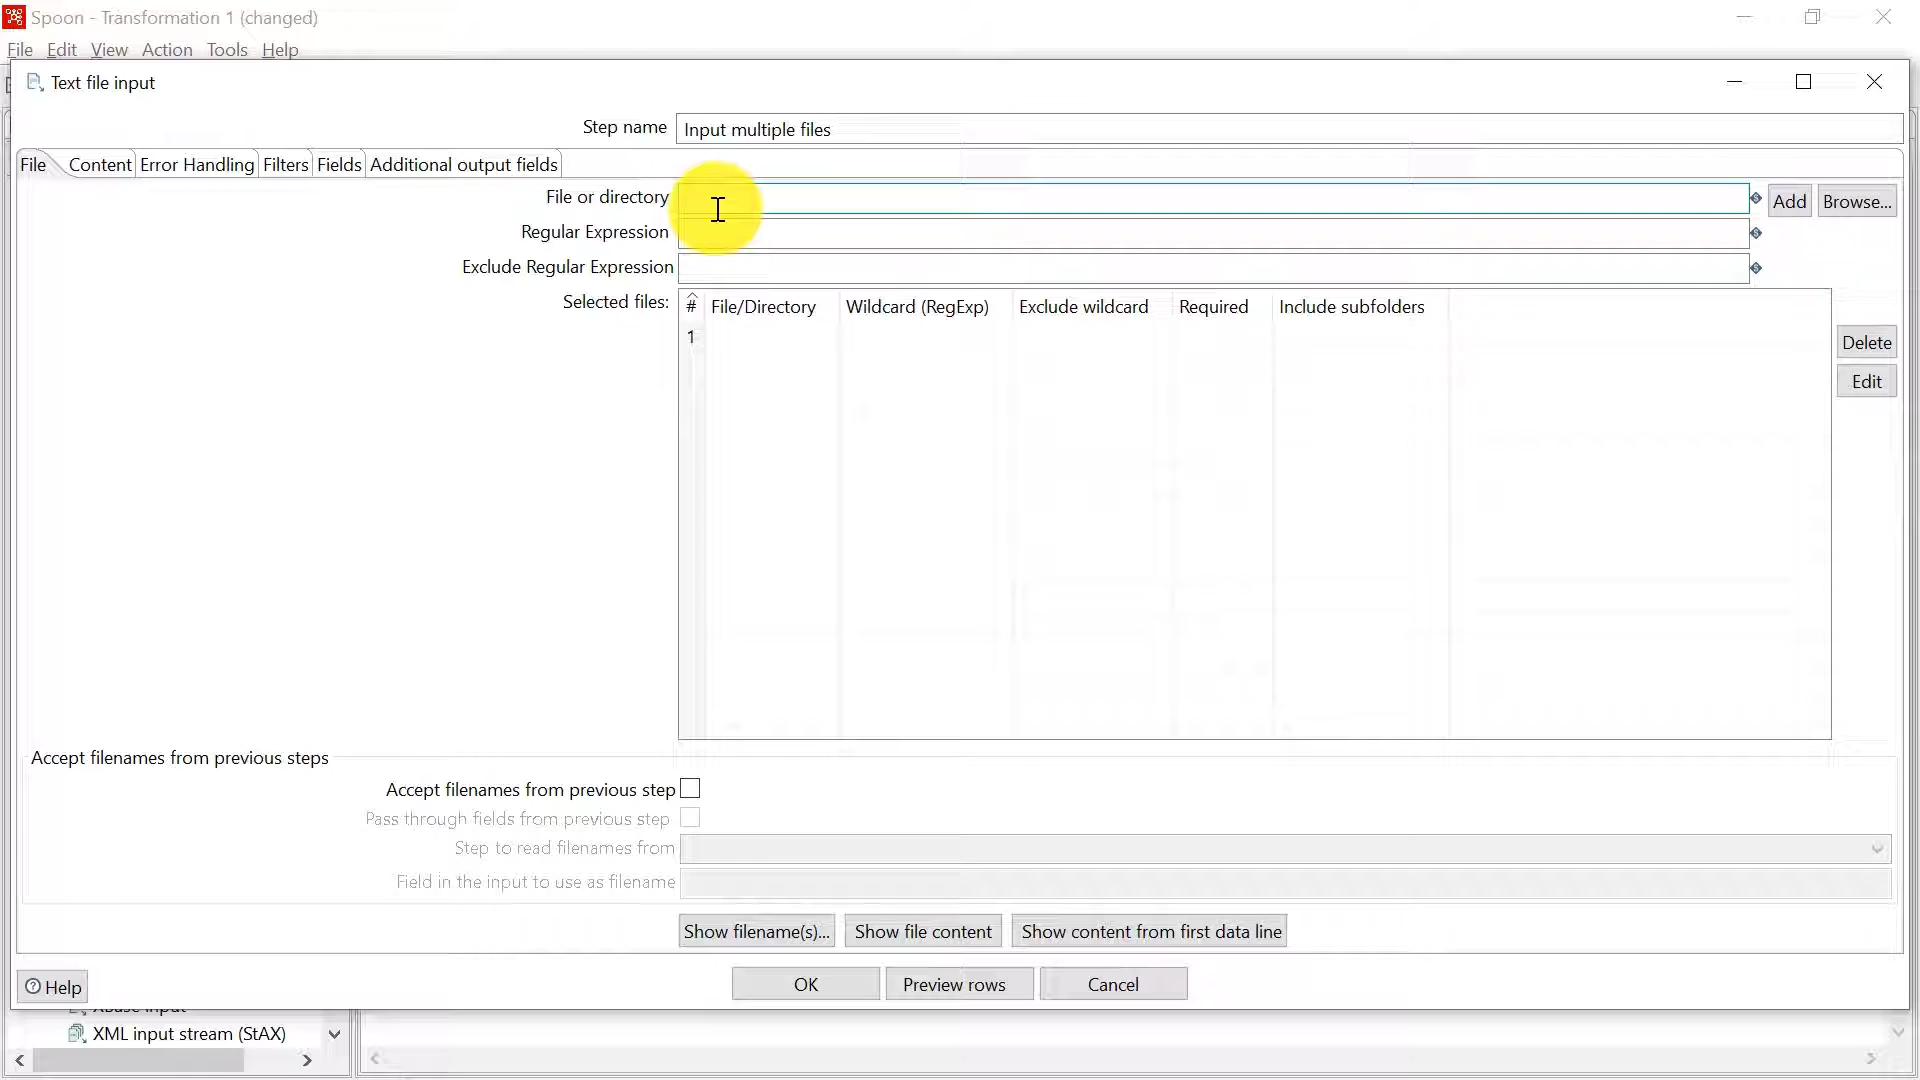 Spoon - Transformation 1 (changed)
File Edit View Action Tools Help
Text file input
Step name Input multiple files
File Content Error Handling Filters Fields Additional output fields
File or directory Add Browse...
Regular Expression
Exclude Regular Expression
Selected files: # File/Directory Wildcard (RegExp) Exclude wildcard Required Include subfolders
1
Delete
Edit
Accept filenames from previous steps
Accept filenames from previous step
Pass through fields from previous step
Step to read filenames from
Field in the input to use as filename
Show filename(s)... Show file content Show content from first data line
Help OK Preview rows Cancel
XML input stream (StAX)